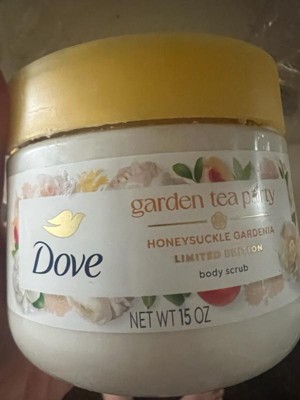 garden tea party
HONEYSUCKLE GARDENIA
LIMITED EDITION
body scrub
Dove
NET WT 15 OZ